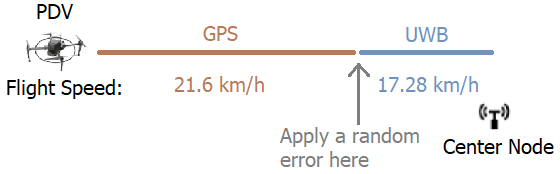 PDV
GPS
UWB
Flight Speed:
21.6 km/h
17.28 km/h
Apply a random
error here
Center Node